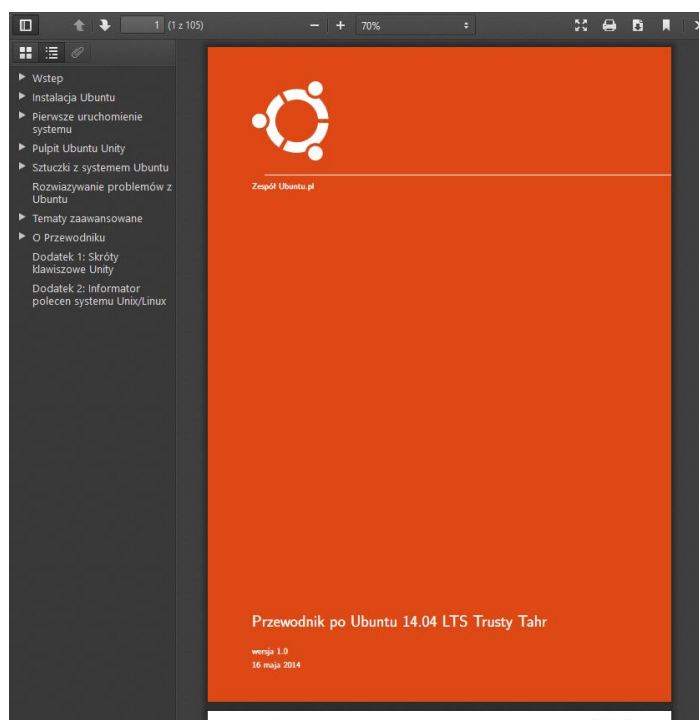 1 (1 z 105)
70%
Wstep
Instalacja Ubuntu
Pierwsze uruchomienie
systemu
Pulpit Ubuntu Unity
Sztuczki z systemem Ubuntu
Rozwiazywanie problemów z
Ubuntu
Tematy zaawansowane
O Przewodniku
Dodatek 1: Skróty
klawiszowe Unity
Dodatek 2: Informator
polecen systemu Unix/Linux
Zespół Ubuntu.pl
Przewodnik po Ubuntu 14.04 LTS Trusty Tahr
wersja 1.0
16 maja 2014